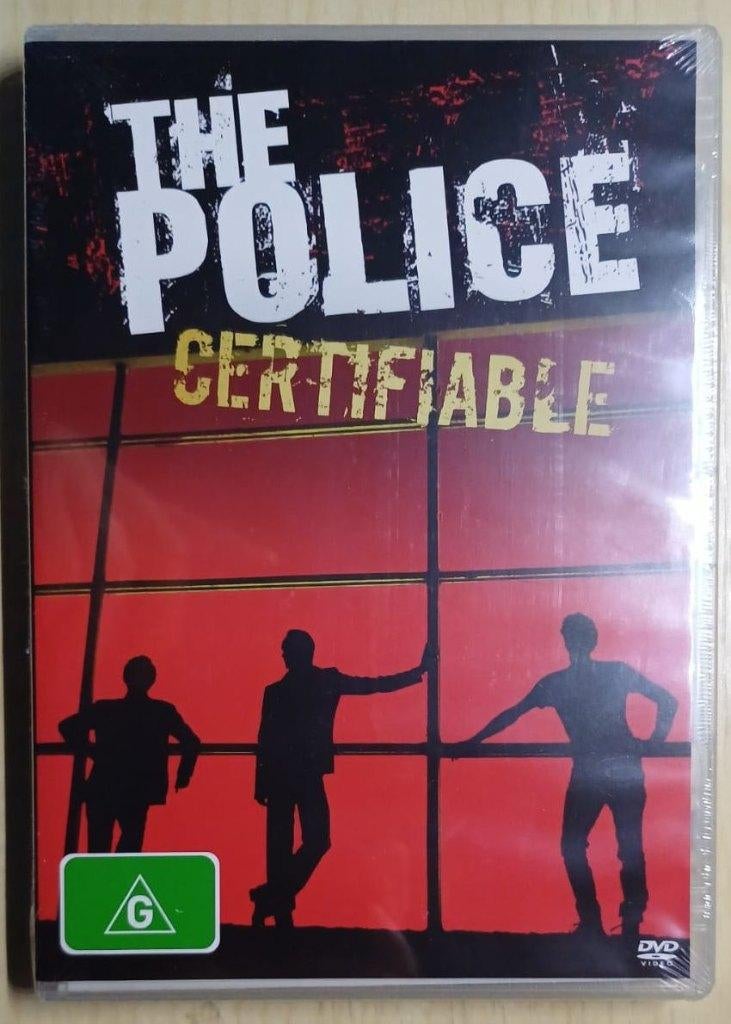 THE
POLICE
CERTIFIABLE
G
DVD
VIDEO